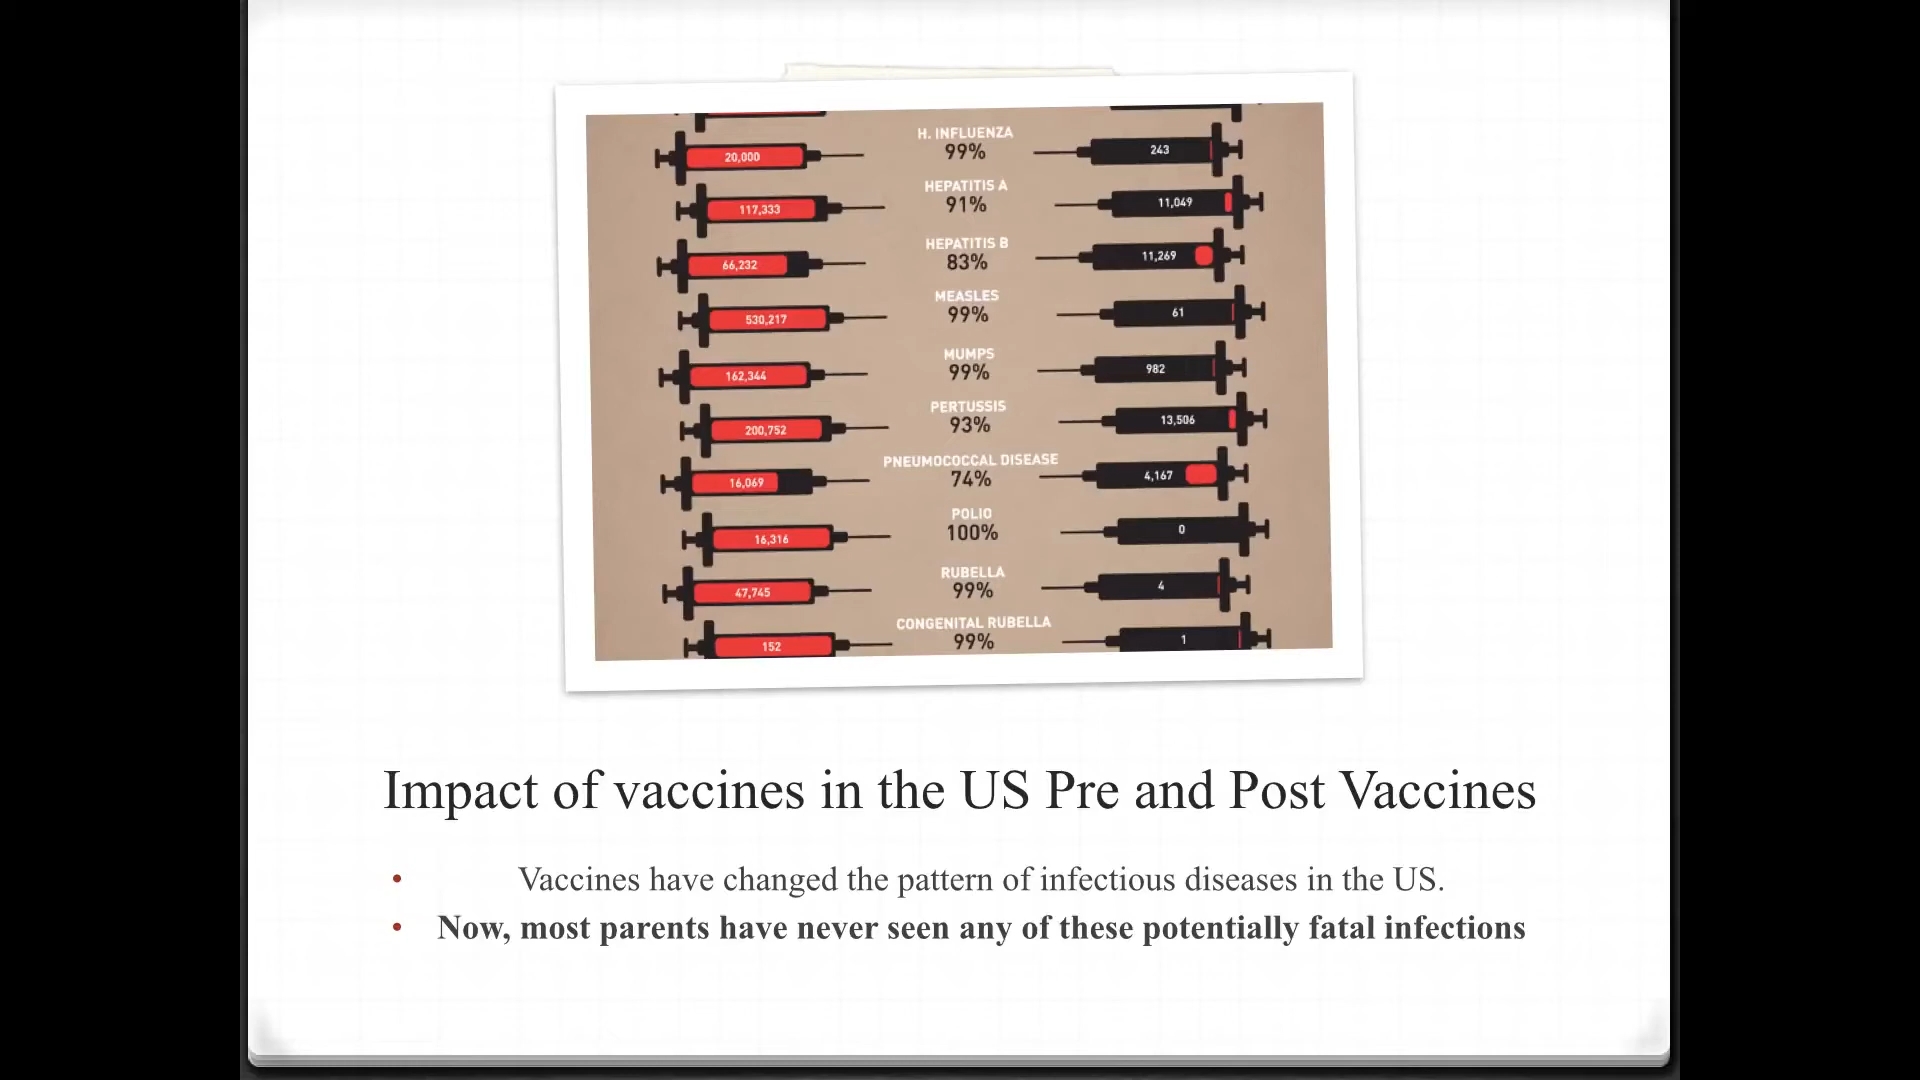 H. INFLUENZA
20,000 99% 243
HEPATITIS A
117,333 91% 11,049
HEPATITIS B
66,232 83% 11,269
MEASLES
530,217 99% 61
MUMPS
162,344 99% 982
PERTUSSIS
200,752 93% 13,506
PNEUMOCOCCAL DISEASE
16,069 74% 4,167
POLIO
16,316 100% 0
RUBELLA
47,745 99% 4
CONGENITAL RUBELLA
152 99% 1
Impact of vaccines in the US Pre and Post Vaccines
• Vaccines have changed the pattern of infectious diseases in the US.
• Now, most parents have never seen any of these potentially fatal infections